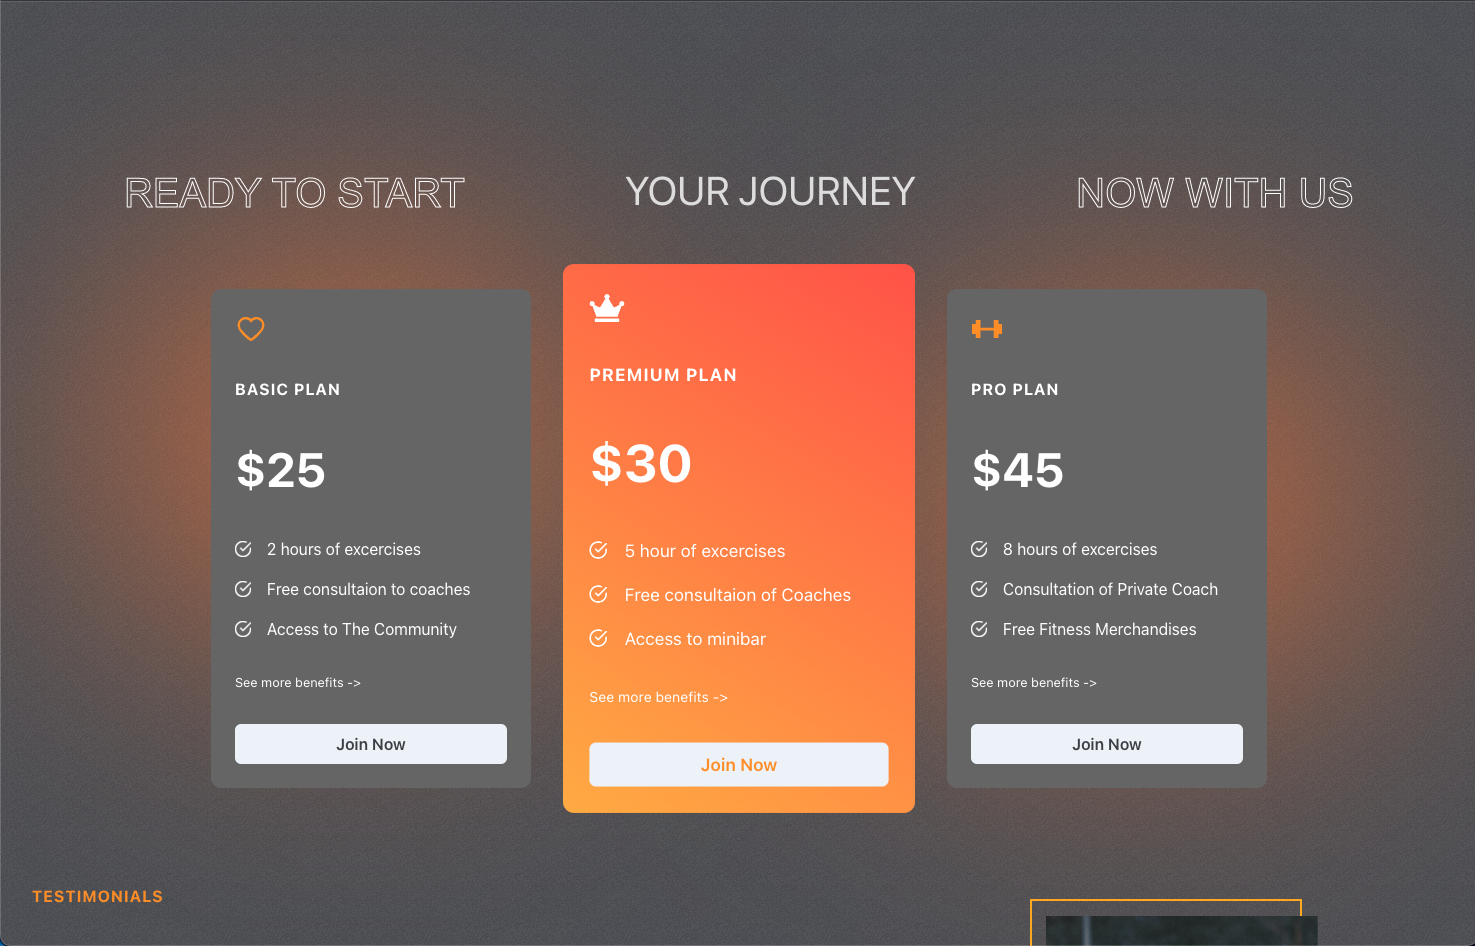 READY TO START
YOUR JOURNEY
NOW WITH US
BASIC PLAN
$25
2 hours of excercises
Free consultaion to coaches
Access to The Community
See more benefits ->
Join Now
PREMIUM PLAN
$30
5 hour of excercises
Free consultaion of Coaches
Access to minibar
See more benefits ->
Join Now
PRO PLAN
$45
8 hours of excercises
Consultation of Private Coach
Free Fitness Merchandises
See more benefits ->
Join Now
TESTIMONIALS